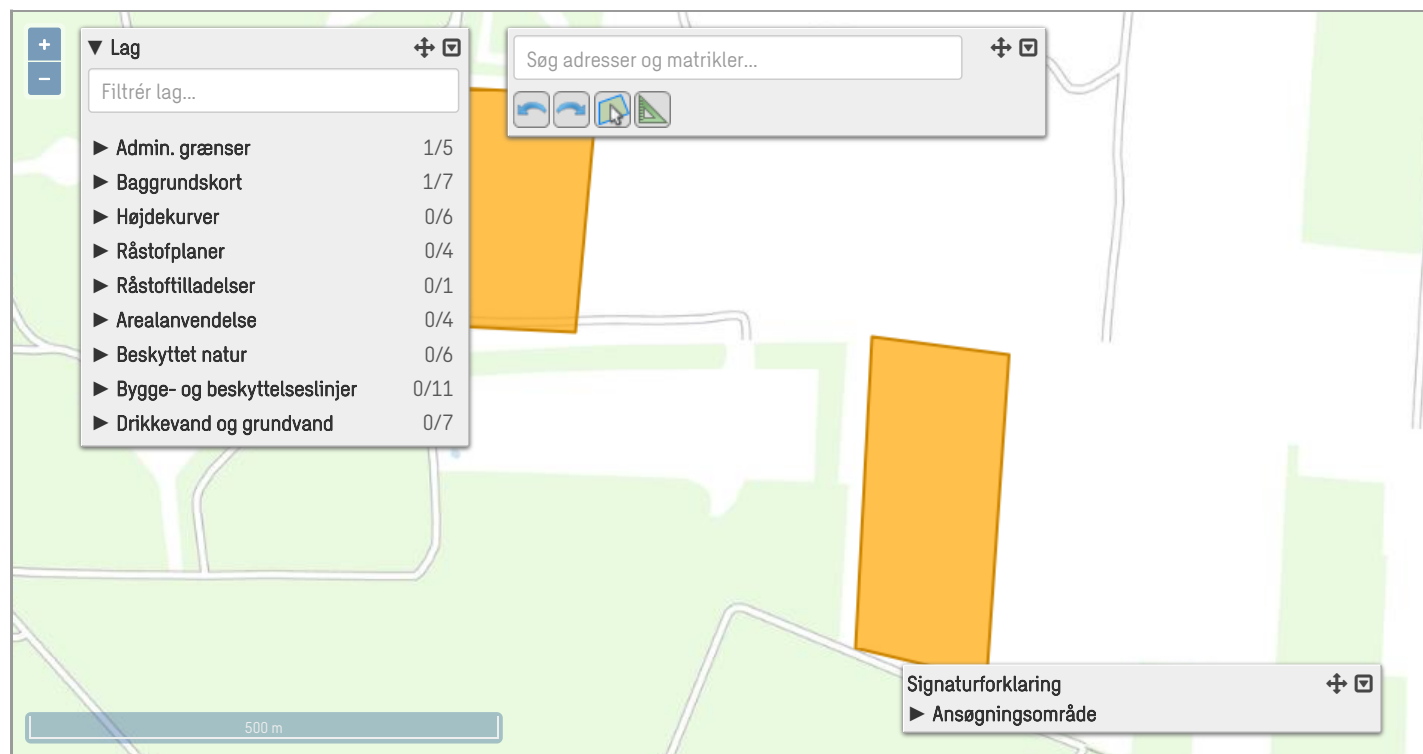 +
−
▼ Lag
Filtrér lag...
► Admin. grænser 1/5
► Baggrundskort 1/7
► Højdekurver 0/6
► Råstofplaner 0/4
► Råstoftilladelser 0/1
► Arealanvendelse 0/4
► Beskyttet natur 0/6
► Bygge- og beskyttelseslinjer 0/11
► Drikkevand og grundvand 0/7
Søg adresser og matrikler...
Signaturforklaring
► Ansøgningsområde
500 m